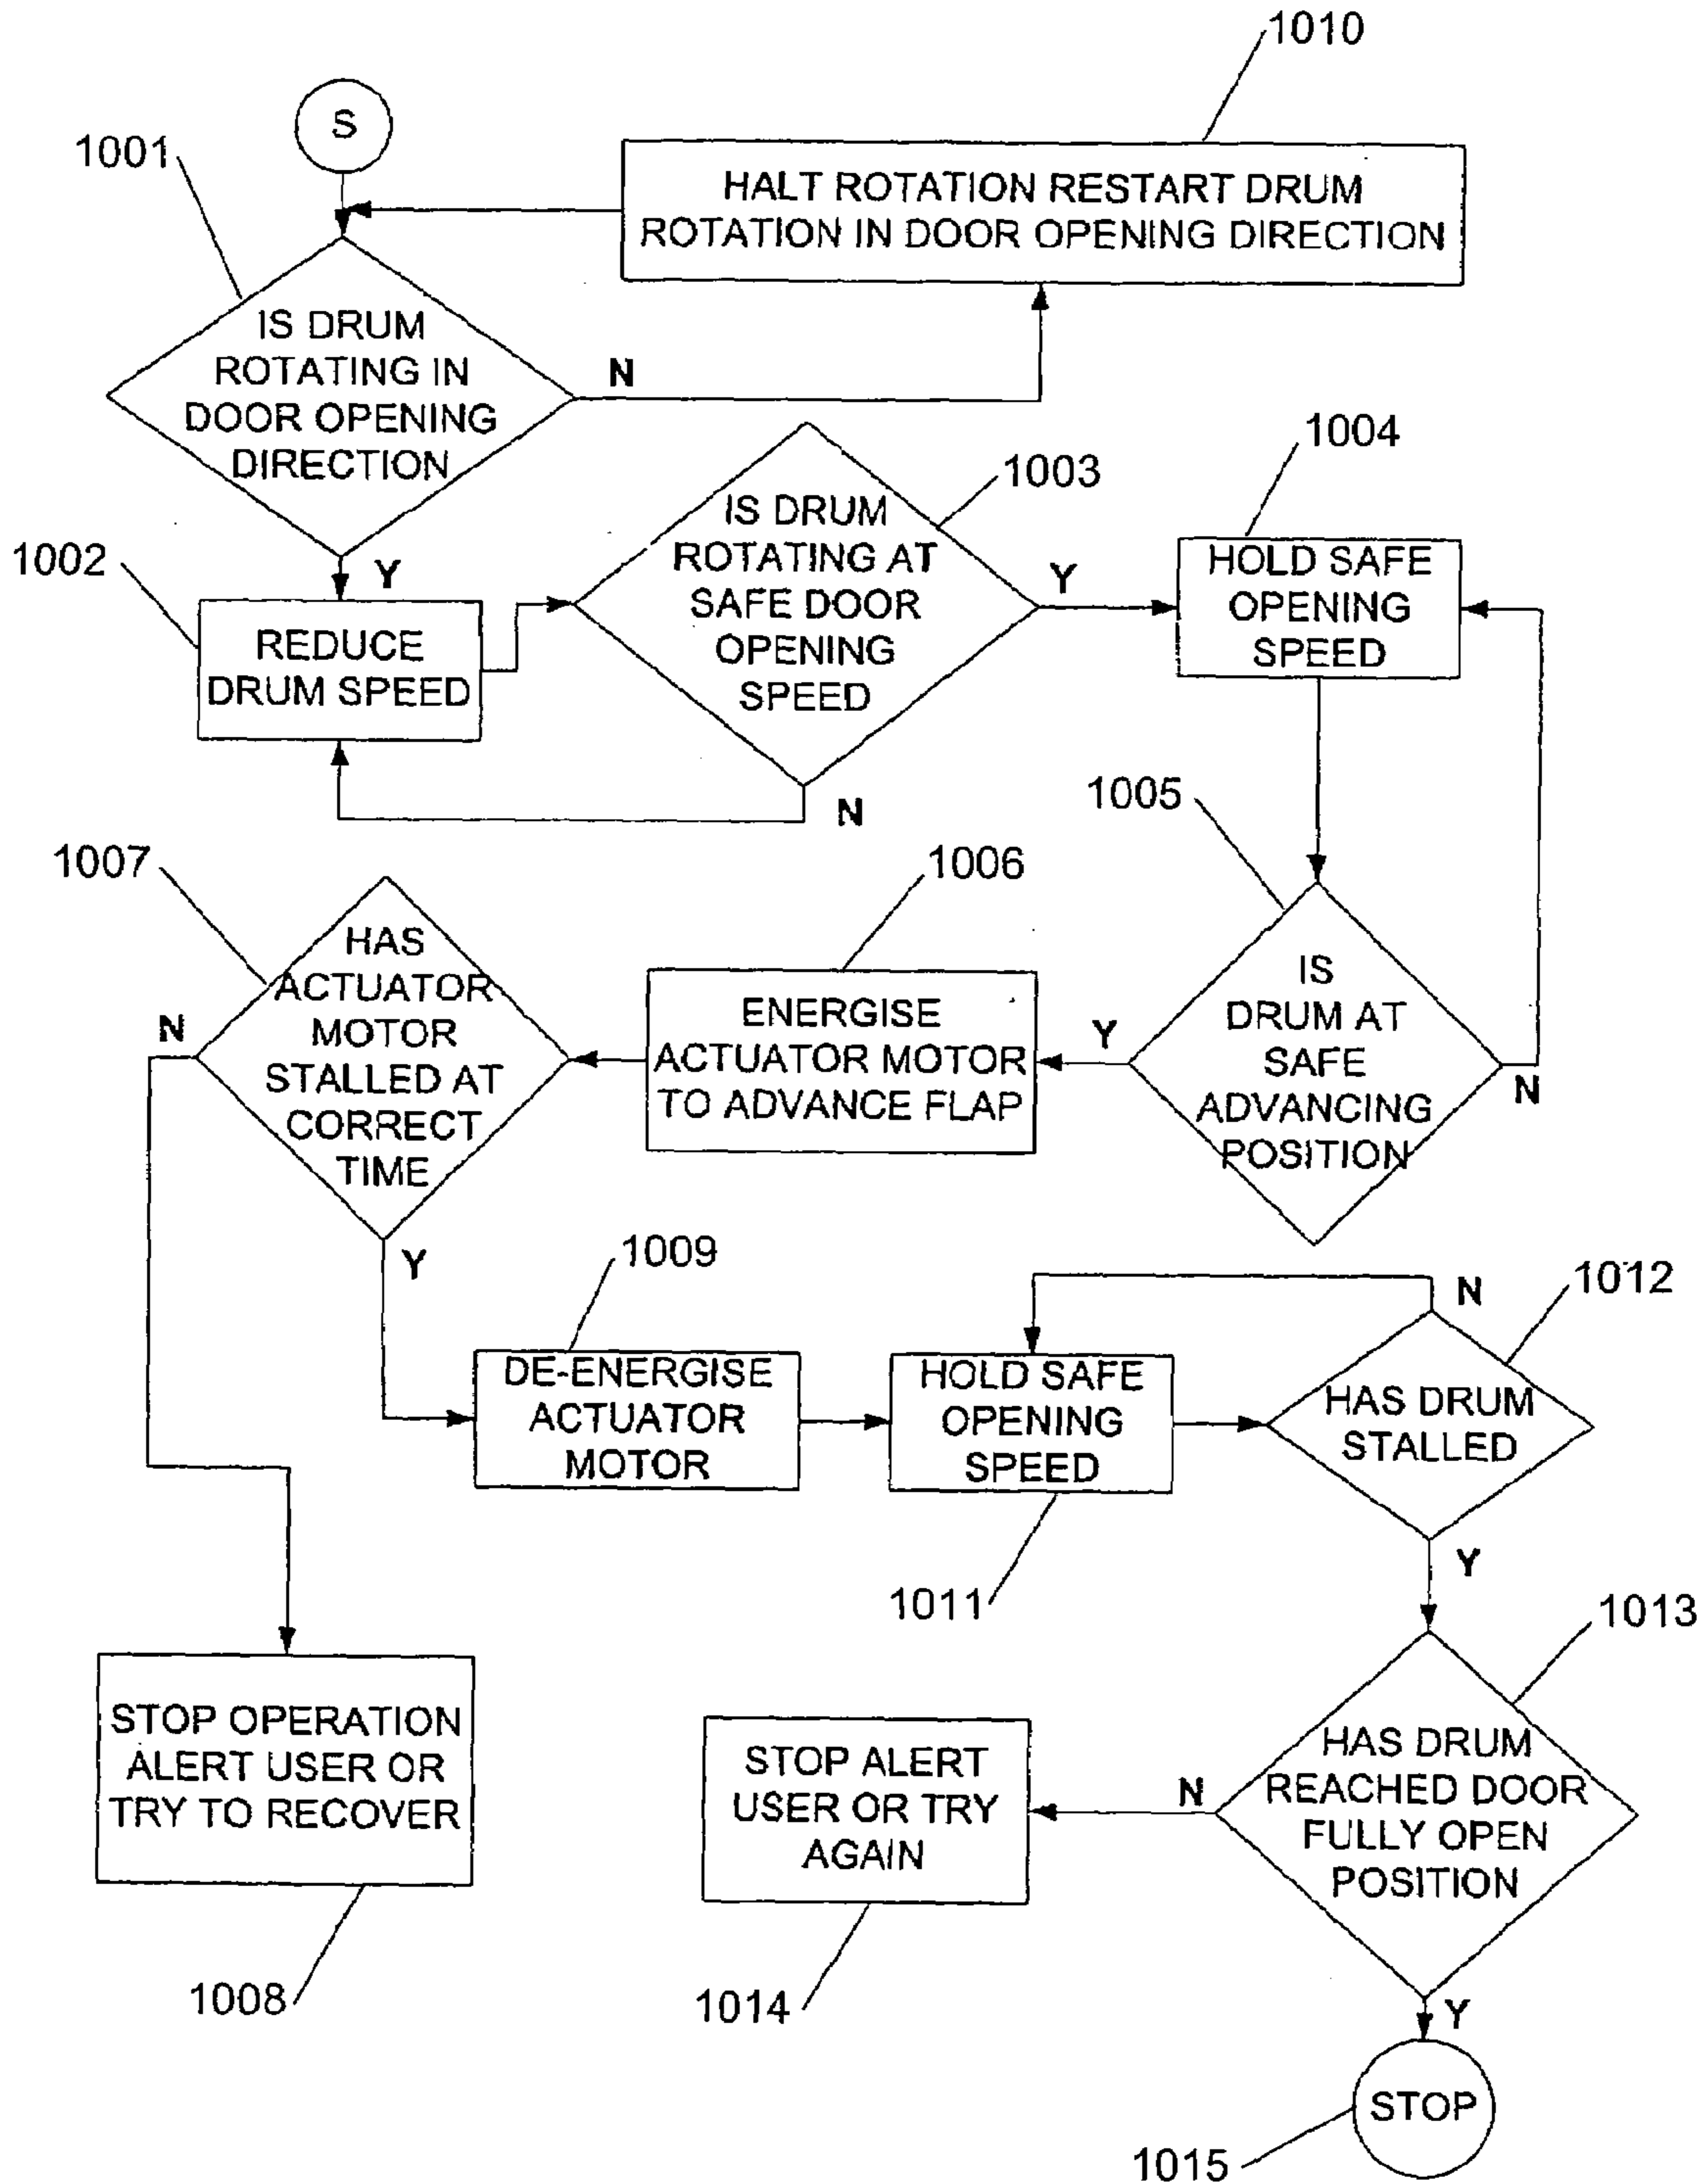 1010
S
1001
HALT ROTATION RESTART DRUM
ROTATION IN DOOR OPENING DIRECTION
IS DRUM
ROTATING IN
DOOR OPENING
DIRECTION
N
Y
1002
REDUCE
DRUM SPEED
1003
IS DRUM
ROTATING AT
SAFE DOOR
OPENING
SPEED
Y
N
1004
HOLD SAFE
OPENING
SPEED
1005
IS
DRUM AT
SAFE
ADVANCING
POSITION
Y
N
1006
ENERGISE
ACTUATOR MOTOR
TO ADVANCE FLAP
1007
HAS
ACTUATOR
MOTOR
STALLED AT
CORRECT
TIME
N
Y
1009
DE-ENERGISE
ACTUATOR
MOTOR
HOLD SAFE
OPENING
SPEED
1011
N
1012
HAS DRUM
STALLED
Y
1013
HAS DRUM
REACHED DOOR
FULLY OPEN
POSITION
N
Y
STOP ALERT
USER OR TRY
AGAIN
1014
STOP OPERATION
ALERT USER OR
TRY TO RECOVER
1008
STOP
1015